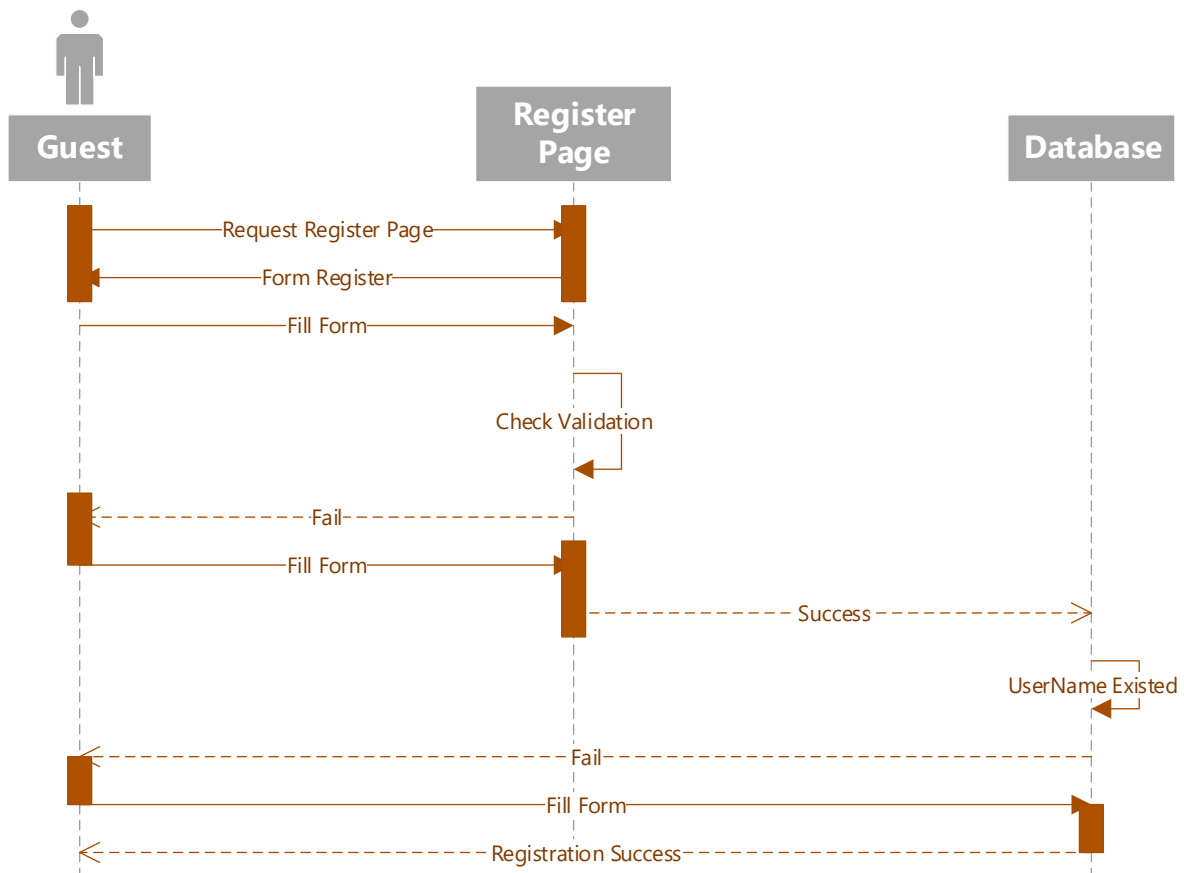 Guest
Register
Page
Database
Request Register Page
Form Register
Fill Form
Check Validation
Fail
Fill Form
Success
UserName Existed
Fail
Fill Form
Registration Success